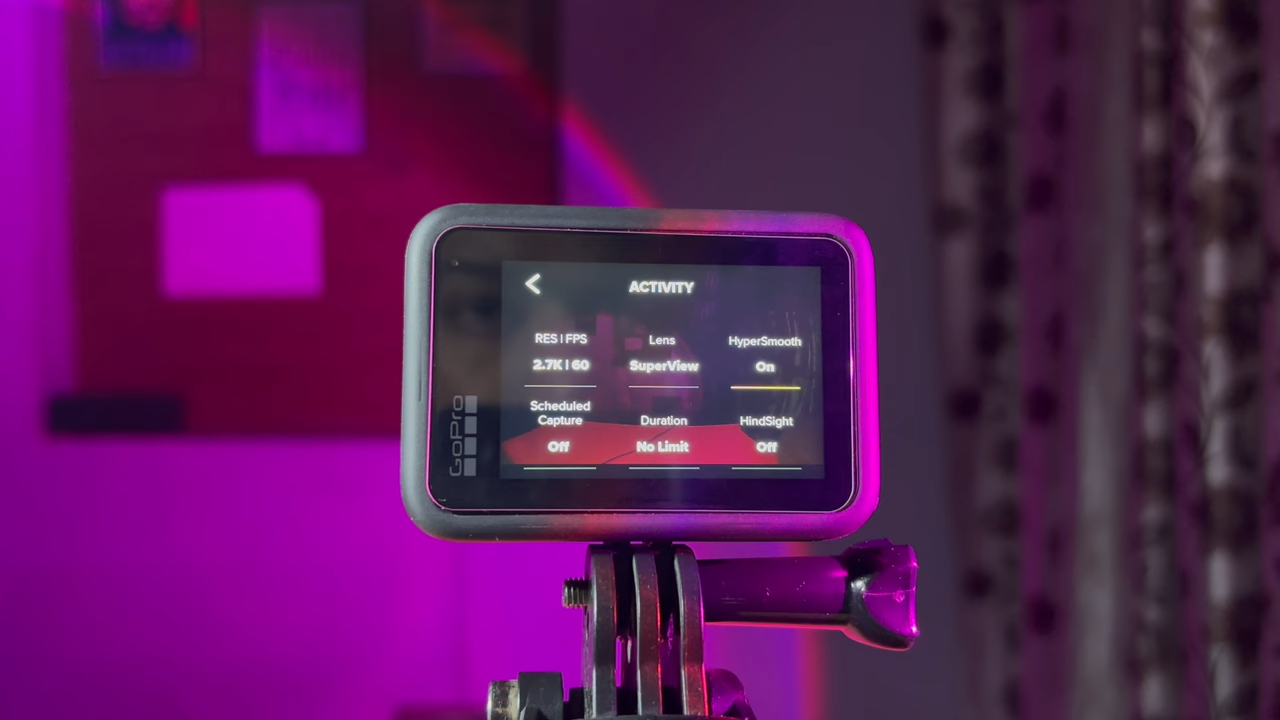 ACTIVITY
RES | FPS
Lens
HyperSmooth
2.7K | 60
SuperView
On
Scheduled
Capture
Duration
HindSight
Off
No Limit
Off
GoPro